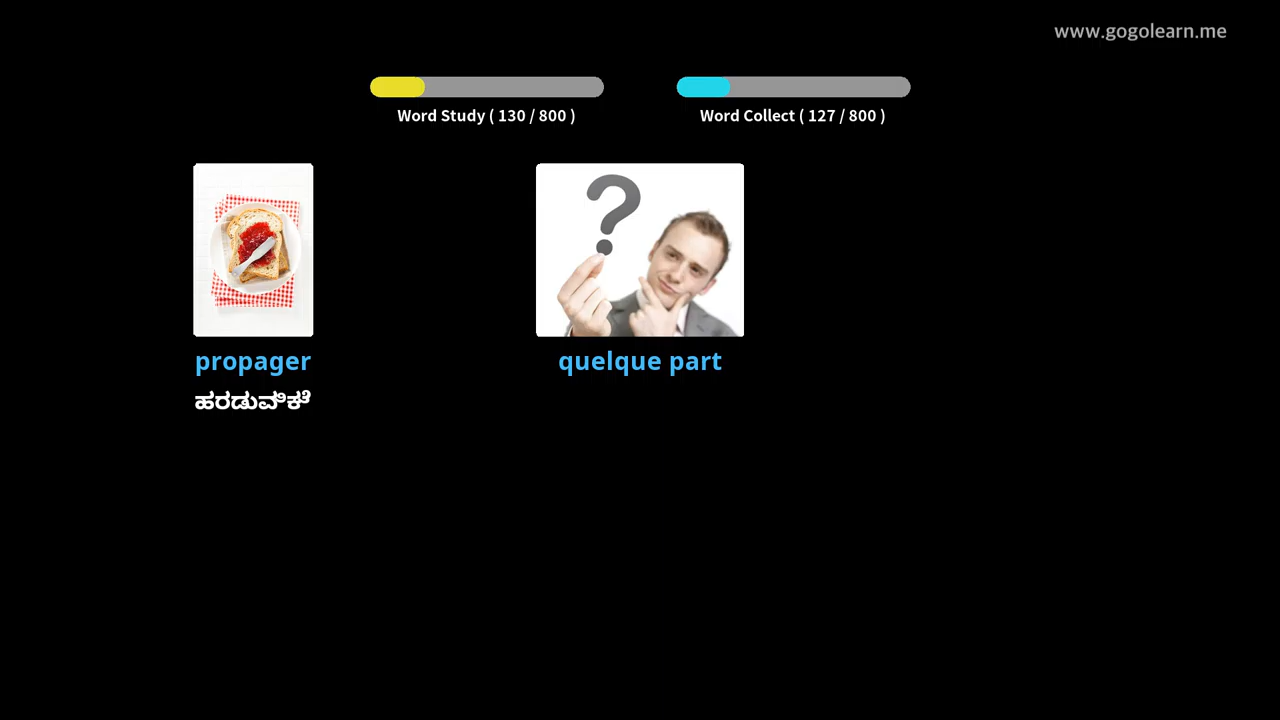 www.gogolearn.me
Word Study ( 130 / 800 )
Word Collect ( 127 / 800 )
propager
quelque part
ಹರಡುವಿಕೆ